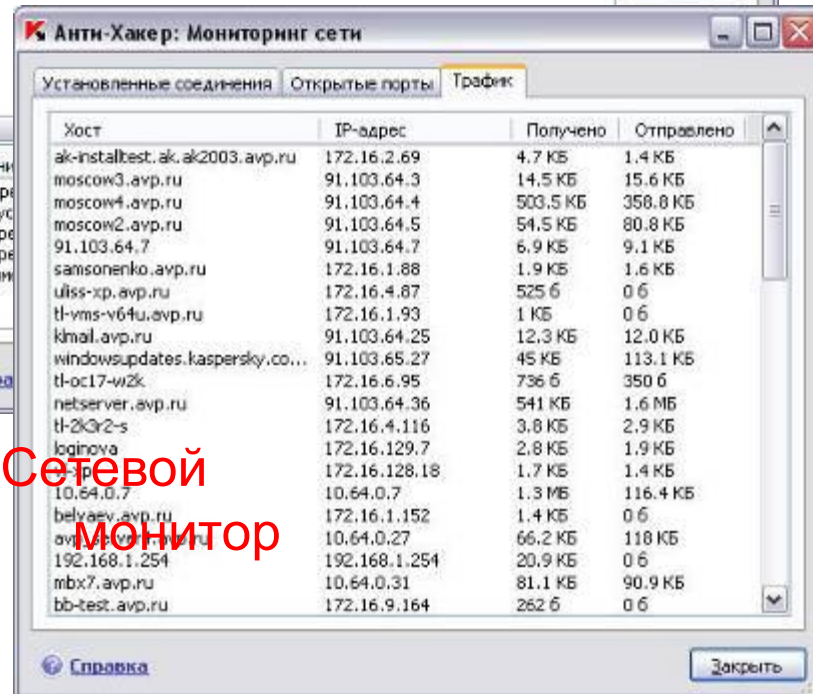 Анти-Хакер: Мониторинг сети
Установленные соединения Открытые порты Трафик
Хост IP-адрес Получено Отправлено
ak-installtest.ak.ak2003.avp.ru 172.16.2.69 4.7 КБ 1.4 КБ
moscow3.avp.ru 91.103.64.3 14.5 КБ 15.6 КБ
moscow4.avp.ru 91.103.64.4 503.5 КБ 358.8 КБ
moscow2.avp.ru 91.103.64.5 54.5 КБ 80.8 КБ
91.103.64.7 91.103.64.7 6.9 КБ 9.1 КБ
samsonenko.avp.ru 172.16.1.88 1.9 КБ 1.6 КБ
uliss-xp.avp.ru 172.16.4.87 525 б 0 б
tl-vms-v64u.avp.ru 172.16.1.93 1 КБ 0 б
klmail.avp.ru 91.103.64.25 12.3 КБ 12.0 КБ
windowsupdates.kaspersky.co... 91.103.65.27 45 КБ 113.1 КБ
tl-oc17-w2k 172.16.6.95 736 б 350 б
netserver.avp.ru 91.103.64.36 541 КБ 1.6 МБ
tl-2k3r2-s 172.16.4.116 3.8 КБ 2.9 КБ
loginova 172.16.129.7 2.8 КБ 1.9 КБ
172.16.128.18 1.7 КБ 1.4 КБ
10.64.0.7 10.64.0.7 1.3 МБ 116.4 КБ
belyaev.avp.ru 172.16.1.152 1.4 КБ 0 б
10.64.0.27 66.2 КБ 118 КБ
192.168.1.254 192.168.1.254 20.9 КБ 0 б
mbx7.avp.ru 10.64.0.31 81.1 КБ 90.9 КБ
bb-test.avp.ru 172.16.9.164 262 б 0 б
Сетевой
монитор
Справка Закрыть